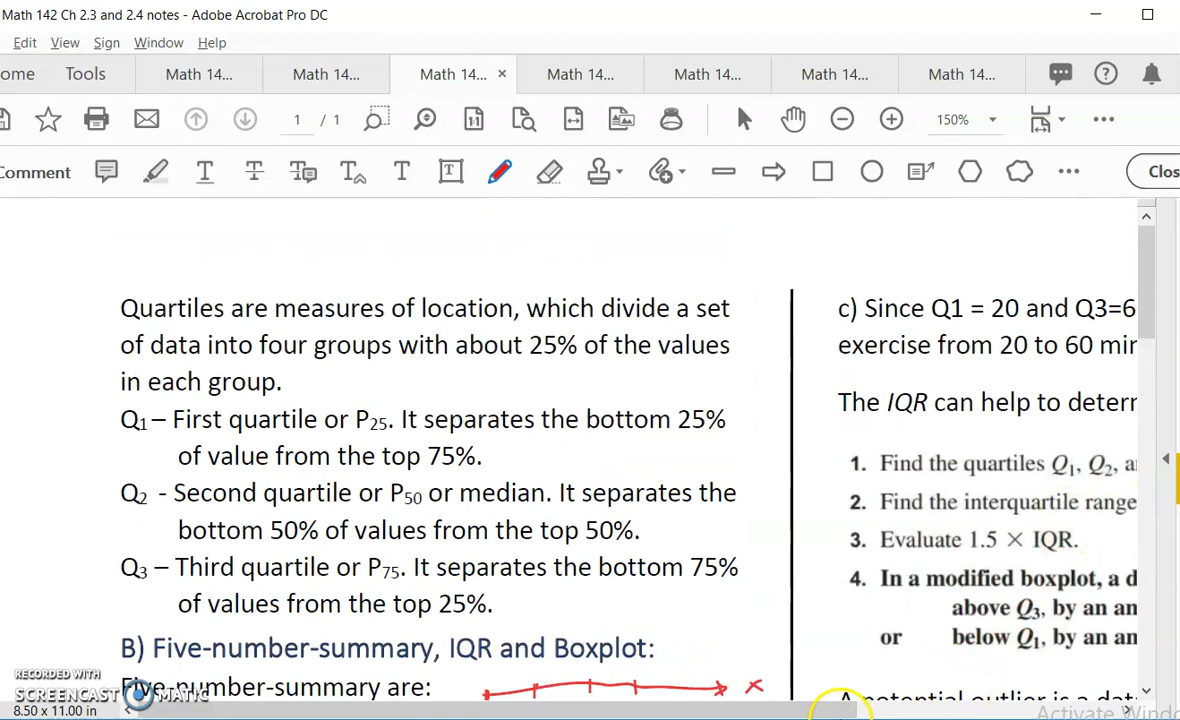 Math 142 Ch 2.3 and 2.4 notes - Adobe Acrobat Pro DC
Edit View Sign Window Help
ome Tools Math 14... Math 14... Math 14... × Math 14... Math 14... Math 14... Math 14...
1 / 1 150%
Comment Clos
Quartiles are measures of location, which divide a set
of data into four groups with about 25% of the values
in each group.
Q1 – First quartile or P25. It separates the bottom 25%
of value from the top 75%.
Q2 - Second quartile or P50 or median. It separates the
bottom 50% of values from the top 50%.
Q3 – Third quartile or P75. It separates the bottom 75%
of values from the top 25%.
B) Five-number-summary, IQR and Boxplot:
Five-number-summary are:
x
c) Since Q1 = 20 and Q3=6
exercise from 20 to 60 mir
The IQR can help to deterr
1. Find the quartiles Q1, Q2, a
2. Find the interquartile range
3. Evaluate 1.5 × IQR.
4. In a modified boxplot, a d
above Q3, by an an
or below Q1, by an an
A potential outlier is a dat
RECORDED WITH
SCREENCAST MATIC
8.50 x 11.00 in
Activate Windo